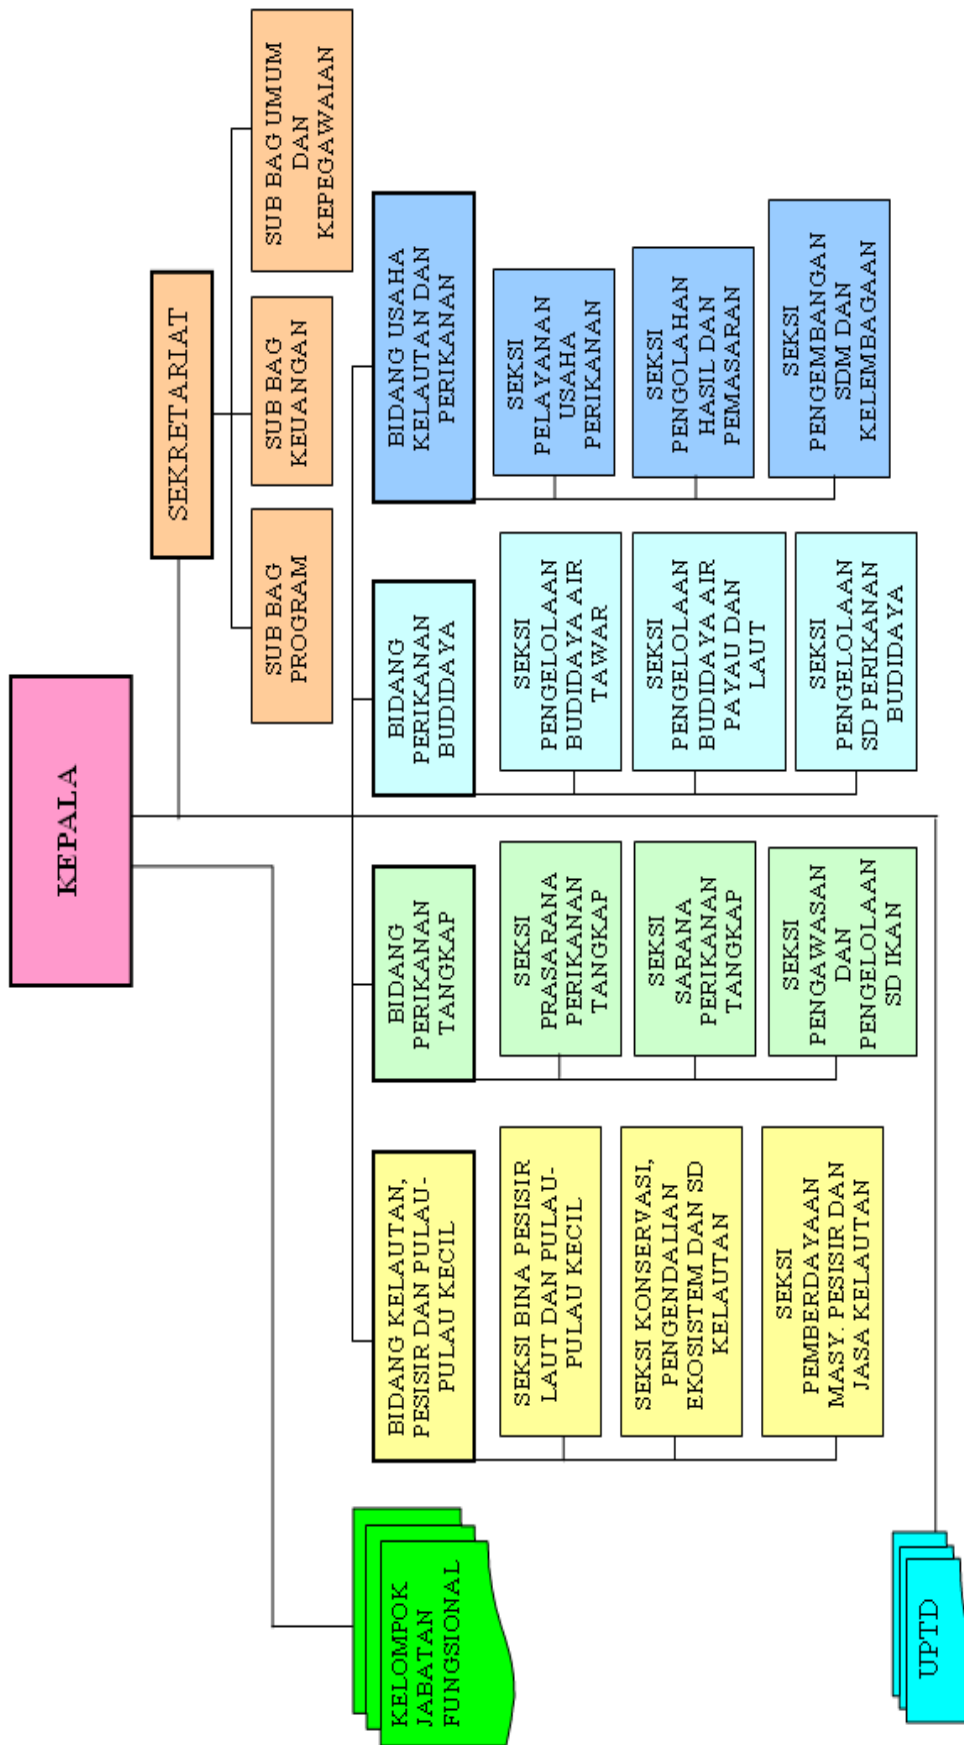 KEPALA
SEKRETARIAT
SUB BAG
PROGRAM
SUB BAG
KEUANGAN
SUB BAG UMUM
DAN
KEPEGAWAIAN
KELOMPOK
JABATAN
FUNGSIONAL
BIDANG KELAUTAN,
PESISIR DAN PULAU-
PULAU KECIL
SEKSI BINA PESISIR
LAUT DAN PULAU-
PULAU KECIL
SEKSI KONSERVASI,
PENGENDALIAN
EKOSISTEM DAN SD
KELAUTAN
SEKSI
PEMBERDAYAAN
MASY. PESISIR DAN
JASA KELAUTAN
BIDANG
PERIKANAN
TANGKAP
SEKSI
PRASARANA
PERIKANAN
TANGKAP
SEKSI
SARANA
PERIKANAN
TANGKAP
SEKSI
PENGAWASAN
DAN
PENGELOLAAN
SD IKAN
BIDANG
PERIKANAN
BUDIDAYA
SEKSI
PENGELOLAAN
BUDIDAYA AIR
TAWAR
SEKSI
PENGELOLAAN
BUDIDAYA AIR
PAYAU DAN
LAUT
SEKSI
PENGELOLAAN
SD PERIKANAN
BUDIDAYA
BIDANG USAHA
KELAUTAN DAN
PERIKANAN
SEKSI
PELAYANAN
USAHA
PERIKANAN
SEKSI
PENGOLAHAN
HASIL DAN
PEMASARAN
SEKSI
PENGEMBANGAN
SDM DAN
KELEMBAGAAN
UPTD